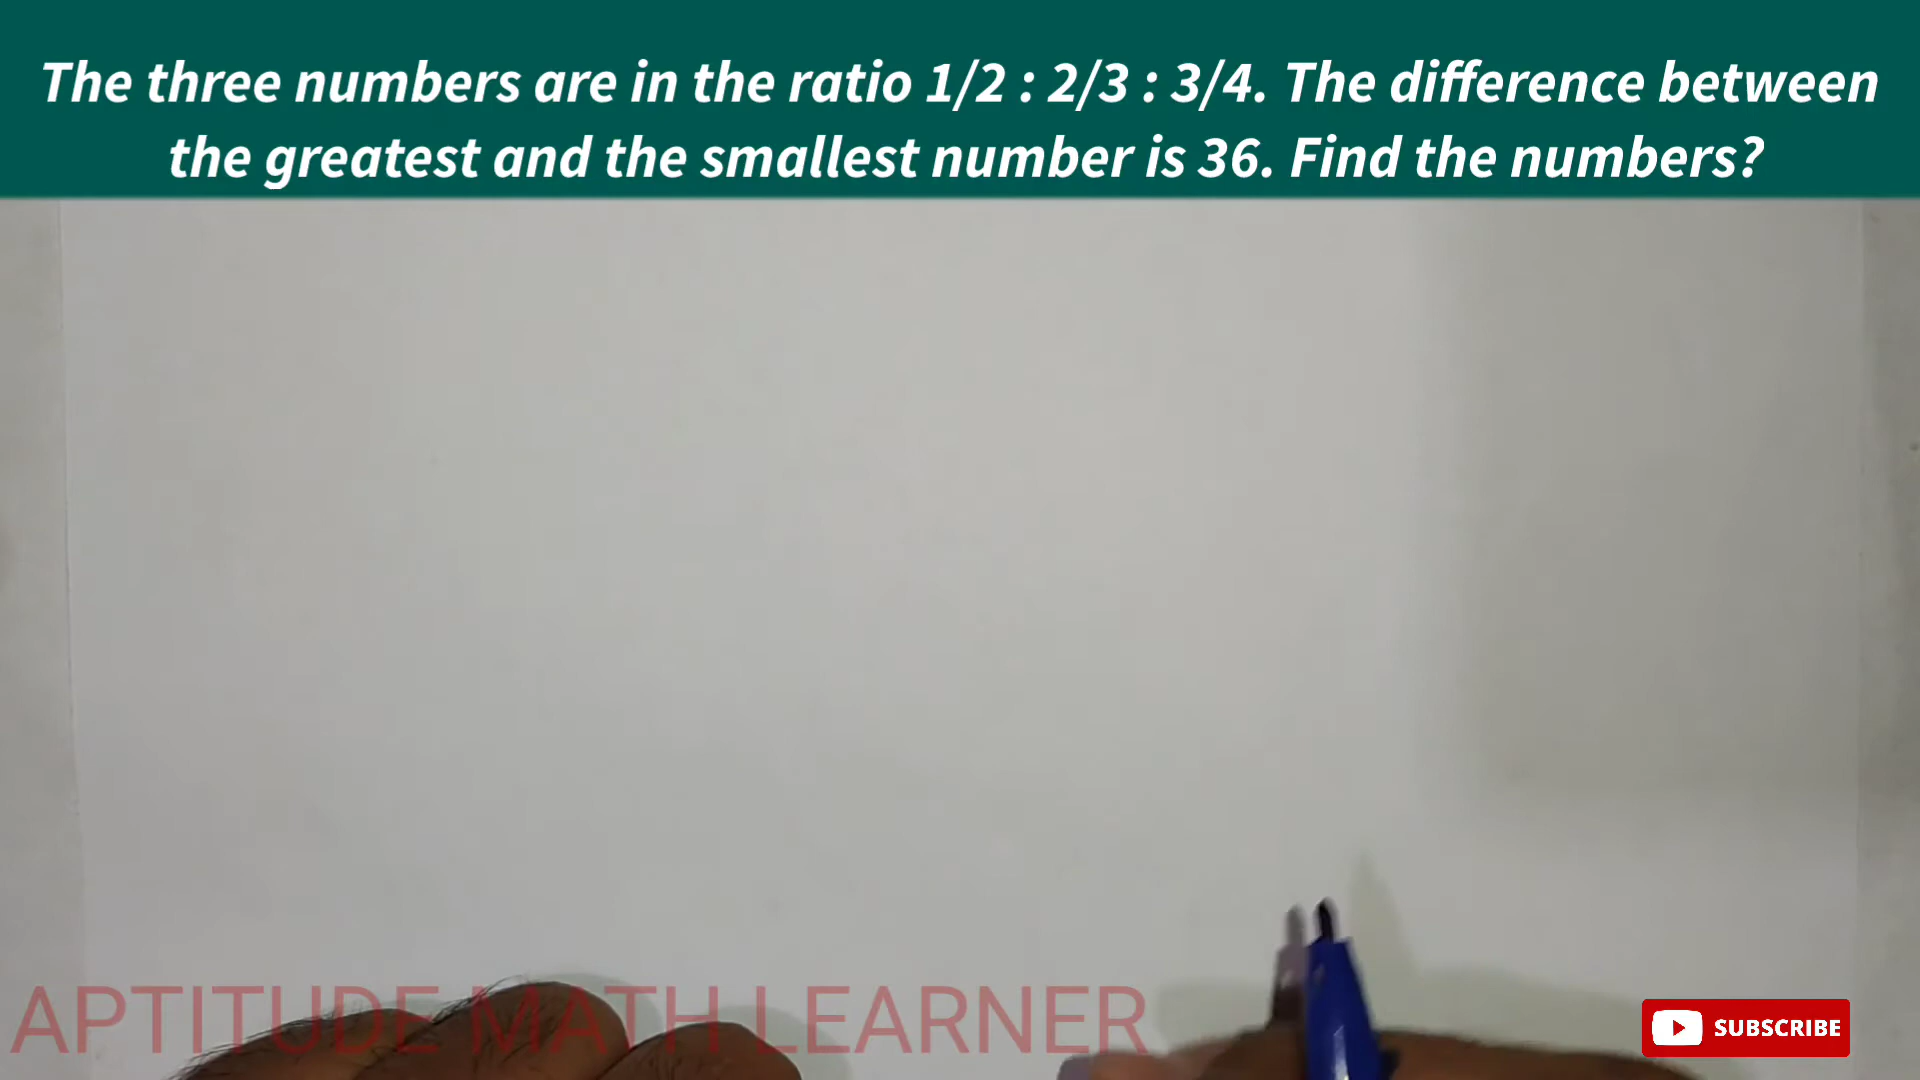 The three numbers are in the ratio 1/2 : 2/3 : 3/4. The difference between
the greatest and the smallest number is 36. Find the numbers?
APTITUDE MATH LEARNER
SUBSCRIBE